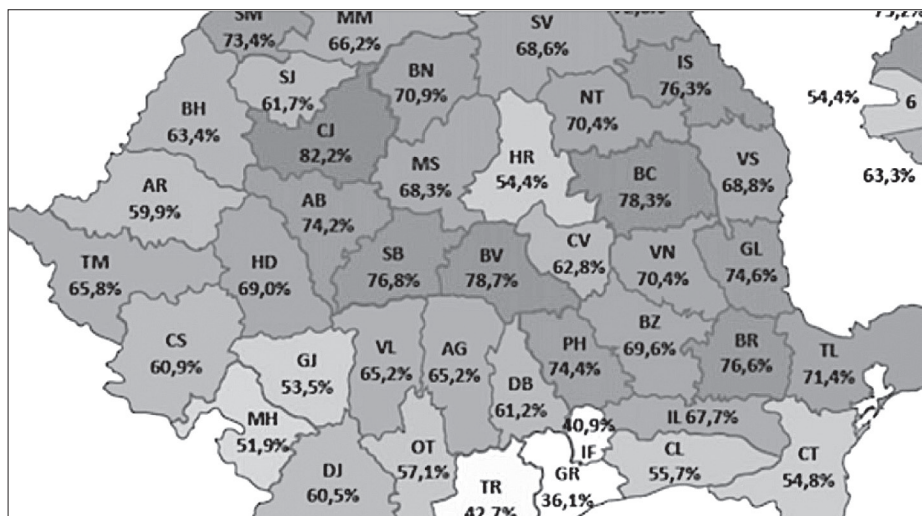 SM
73,4%
MM
66,2%
SV
68,6%
73,2%
SJ
61,7%
BN
70,9%
IS
76,3%
BH
63,4%
CJ
82,2%
NT
70,4%
54,4%
6
MS
68,3%
HR
54,4%
BC
78,3%
VS
68,8%
63,3%
AR
59,9%
AB
74,2%
TM
65,8%
HD
69,0%
SB
76,8%
BV
78,7%
CV
62,8%
VN
70,4%
GL
74,6%
CS
60,9%
GJ
53,5%
VL
65,2%
AG
65,2%
DB
61,2%
PH
74,4%
BZ
69,6%
BR
76,6%
TL
71,4%
MH
51,9%
OT
57,1%
40,9%
IF
IL 67,7%
CL
55,7%
CT
54,8%
DJ
60,5%
TR
42,7%
GR
36,1%